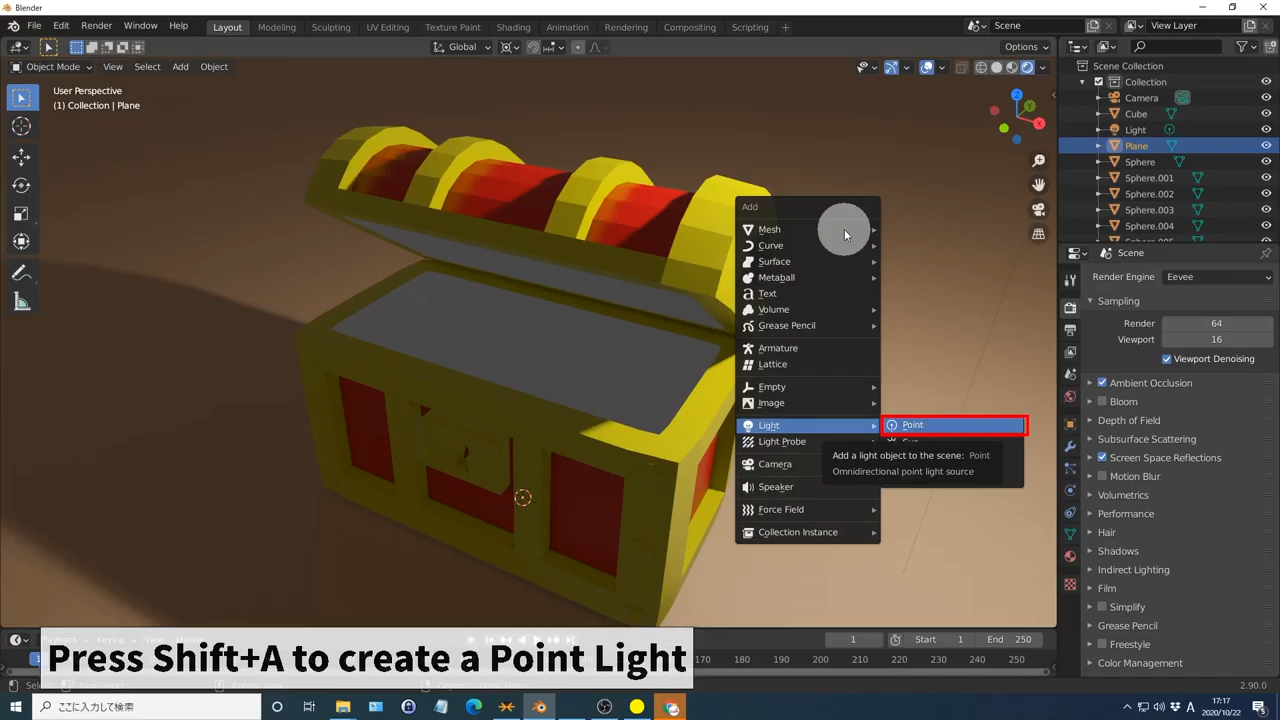 Blender
File Edit Render Window Help Layout Modeling Sculpting UV Editing Texture Paint Shading Animation Rendering Compositing Scripting + Scene View Layer
Global Options
Object Mode View Select Add Object
User Perspective
(1) Collection | Plane
Scene Collection
Collection
Camera
Cube
Light
Plane
Sphere
Sphere.001
Sphere.002
Sphere.003
Sphere.004
Add
Mesh
Curve
Surface
Metaball
Text
Volume
Grease Pencil
Armature
Lattice
Empty
Image
Light
Light Probe
Camera
Speaker
Force Field
Collection Instance
Point
Add a light object to the scene: Point
Omnidirectional point light source
Z
Y
X
Scene
Render Engine Eevee
Sampling
Render 64
Viewport 16
Viewport Denoising
Ambient Occlusion
Bloom
Depth of Field
Subsurface Scattering
Screen Space Reflections
Motion Blur
Volumetrics
Performance
Hair
Shadows
Indirect Lighting
Film
Simplify
Grease Pencil
Freestyle
Color Management
Playback Keying View
1 Start 1 End 250
170 180 190 200 210 220 230 240 250
Press Shift+A to create a Point Light
2.90.0
ここに入力して検索
17:17
2020/10/22